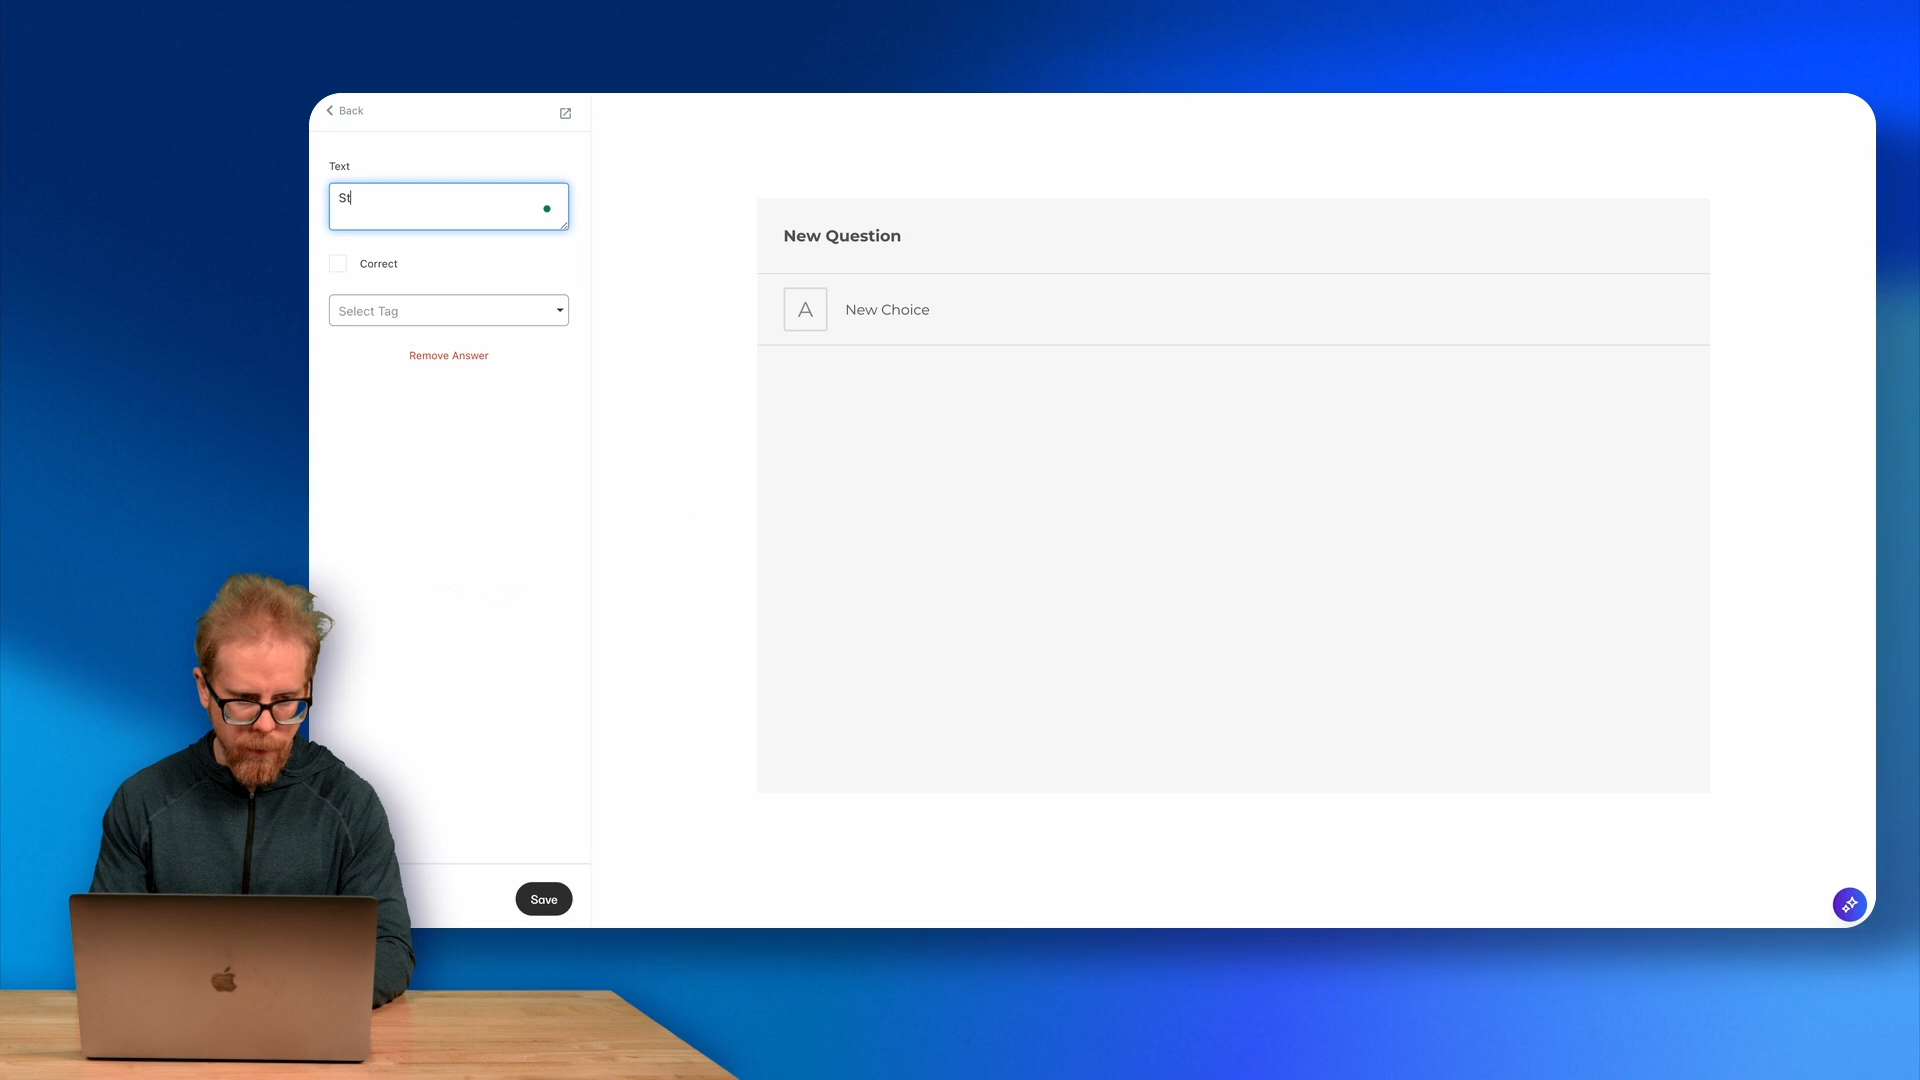 Back
Text
St
Correct
Select Tag
Remove Answer
Save
New Question
A
New Choice